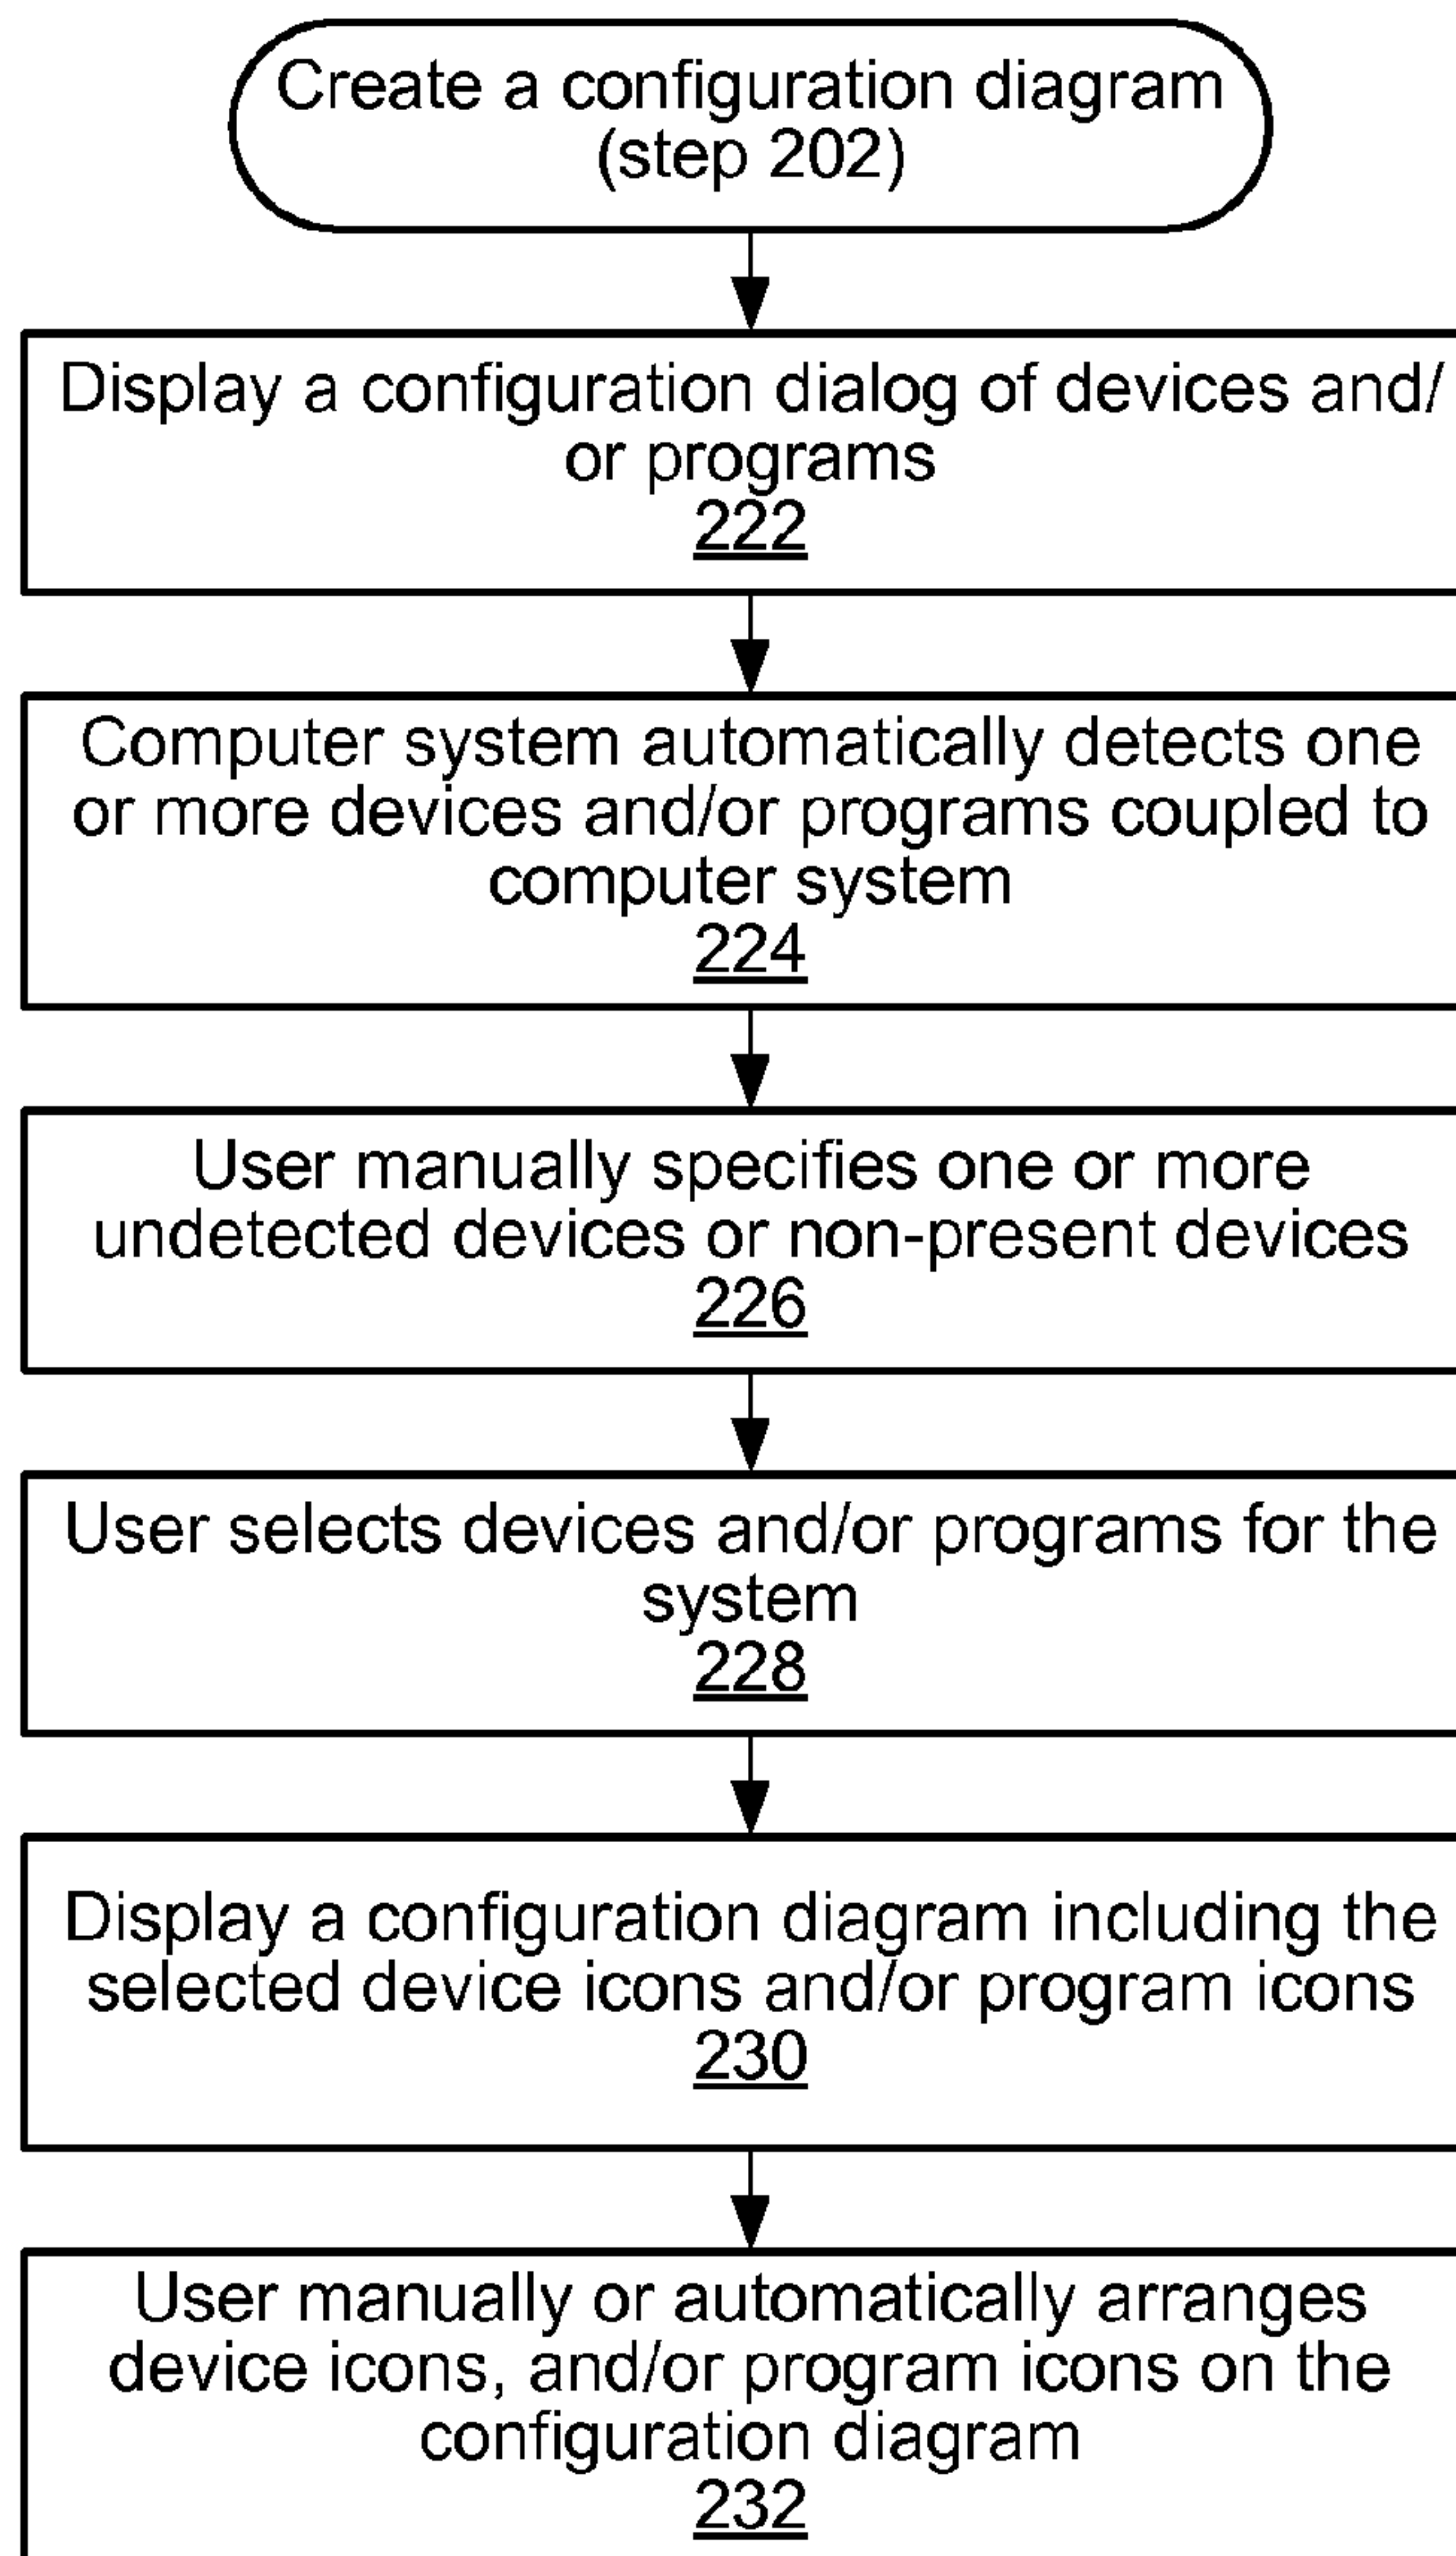 Create a configuration diagram
(step 202)
Display a configuration dialog of devices and/
or programs
222
Computer system automatically detects one
or more devices and/or programs coupled to
computer system
224
User manually specifies one or more
undetected devices or non-present devices
226
User selects devices and/or programs for the
system
228
Display a configuration diagram including the
selected device icons and/or program icons
230
User manually or automatically arranges
device icons, and/or program icons on the
configuration diagram
232